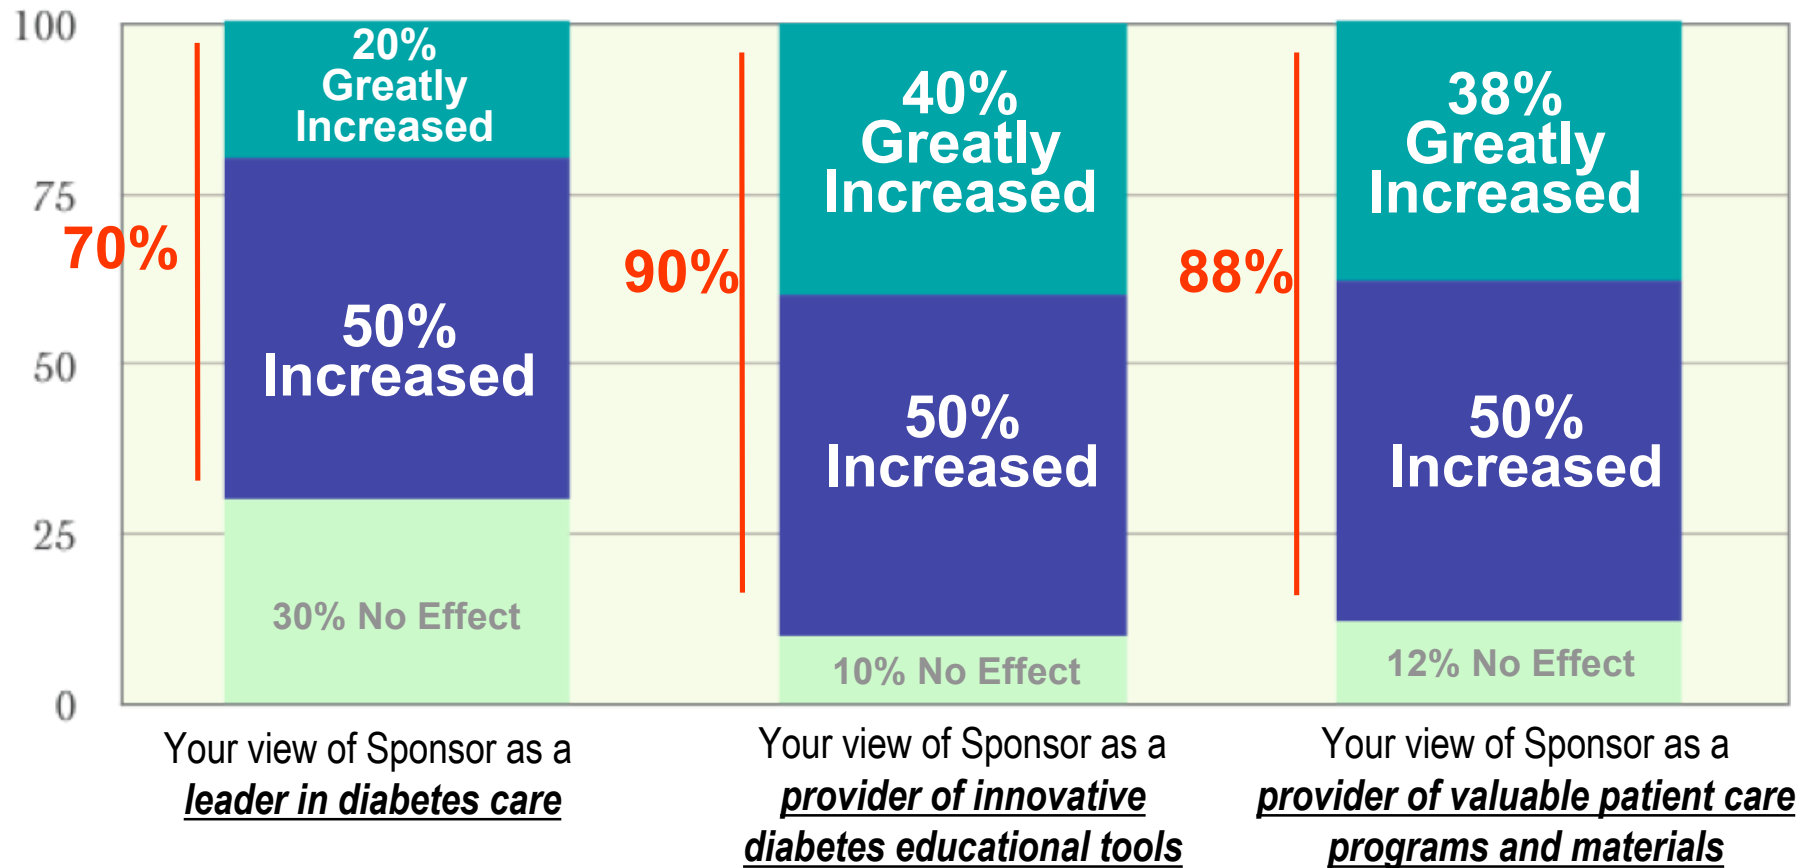 100
75
50
25
0
70%
20%
Greatly
Increased
50%
Increased
30% No Effect
90%
40%
Greatly
Increased
50%
Increased
10% No Effect
88%
38%
Greatly
Increased
50%
Increased
12% No Effect
Your view of Sponsor as a
leader in diabetes care
Your view of Sponsor as a
provider of innovative
diabetes educational tools
Your view of Sponsor as a
provider of valuable patient care
programs and materials